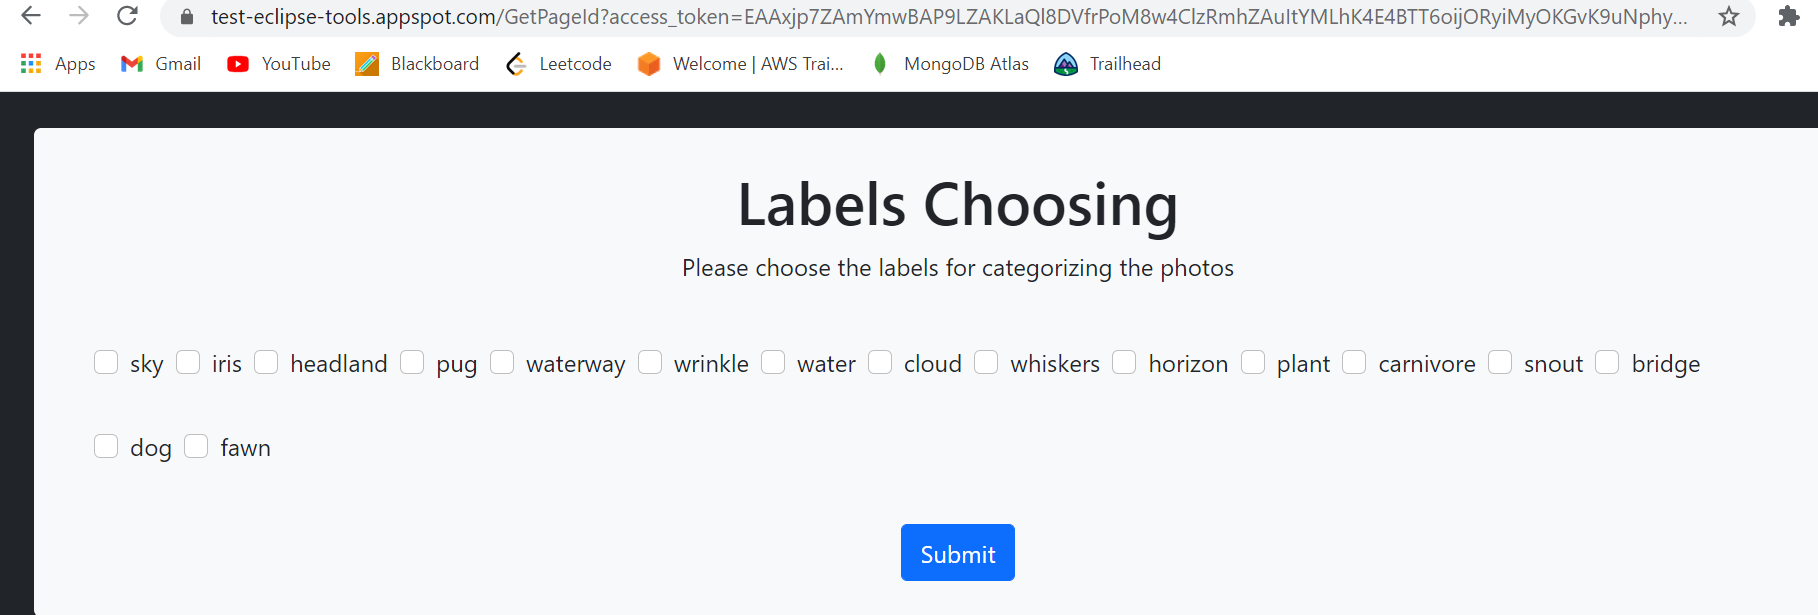 test-eclipse-tools.appspot.com/GetPageId?access_token=EAAxjp7ZAmYmwBAP9LZAKLaQl8DVfrPoM8w4ClzRmhZAuItYMLhK4E4BTT6oijORyiMyOKGvK9uNphy...
Apps Gmail YouTube Blackboard Leetcode Welcome | AWS Trai... MongoDB Atlas Trailhead
Labels Choosing
Please choose the labels for categorizing the photos
sky iris headland pug waterway wrinkle water cloud whiskers horizon plant carnivore snout bridge
dog fawn
Submit